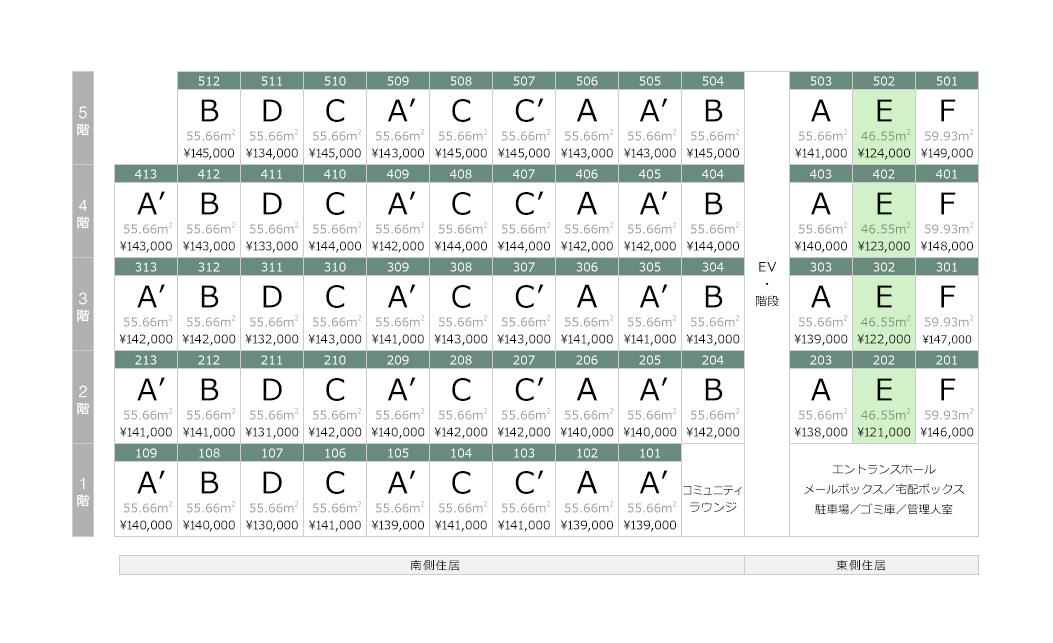 5階
512 511 510 509 508 507 506 505 504 503 502 501
B D C A′ C C′ A A′ B A E F
55.66m² 55.66m² 55.66m² 55.66m² 55.66m² 55.66m² 55.66m² 55.66m² 55.66m² 55.66m² 46.55m² 59.93m²
¥145,000 ¥134,000 ¥145,000 ¥143,000 ¥145,000 ¥145,000 ¥143,000 ¥143,000 ¥145,000 ¥141,000 ¥124,000 ¥149,000
4階
413 412 411 410 409 408 407 406 405 404 403 402 401
A′ B D C A′ C C′ A A′ B A E F
55.66m² 55.66m² 55.66m² 55.66m² 55.66m² 55.66m² 55.66m² 55.66m² 55.66m² 55.66m² 55.66m² 46.55m² 59.93m²
¥143,000 ¥143,000 ¥133,000 ¥144,000 ¥142,000 ¥144,000 ¥144,000 ¥142,000 ¥142,000 ¥144,000 ¥140,000 ¥123,000 ¥148,000
EV
・
階段
3階
313 312 311 310 309 308 307 306 305 304 303 302 301
A′ B D C A′ C C′ A A′ B A E F
55.66m² 55.66m² 55.66m² 55.66m² 55.66m² 55.66m² 55.66m² 55.66m² 55.66m² 55.66m² 55.66m² 46.55m² 59.93m²
¥142,000 ¥142,000 ¥132,000 ¥143,000 ¥141,000 ¥143,000 ¥143,000 ¥141,000 ¥141,000 ¥143,000 ¥139,000 ¥122,000 ¥147,000
2階
213 212 211 210 209 208 207 206 205 204 203 202 201
A′ B D C A′ C C′ A A′ B A E F
55.66m² 55.66m² 55.66m² 55.66m² 55.66m² 55.66m² 55.66m² 55.66m² 55.66m² 55.66m² 55.66m² 46.55m² 59.93m²
¥141,000 ¥141,000 ¥131,000 ¥142,000 ¥140,000 ¥142,000 ¥142,000 ¥140,000 ¥140,000 ¥142,000 ¥138,000 ¥121,000 ¥146,000
1階
109 108 107 106 105 104 103 102 101
A′ B D C A′ C C′ A A′
55.66m² 55.66m² 55.66m² 55.66m² 55.66m² 55.66m² 55.66m² 55.66m² 55.66m²
¥140,000 ¥140,000 ¥130,000 ¥141,000 ¥139,000 ¥141,000 ¥141,000 ¥139,000 ¥139,000
コミュニティ
ラウンジ
エントランスホール
メールボックス／宅配ボックス
駐車場／ゴミ庫／管理人室
南側住居 東側住居